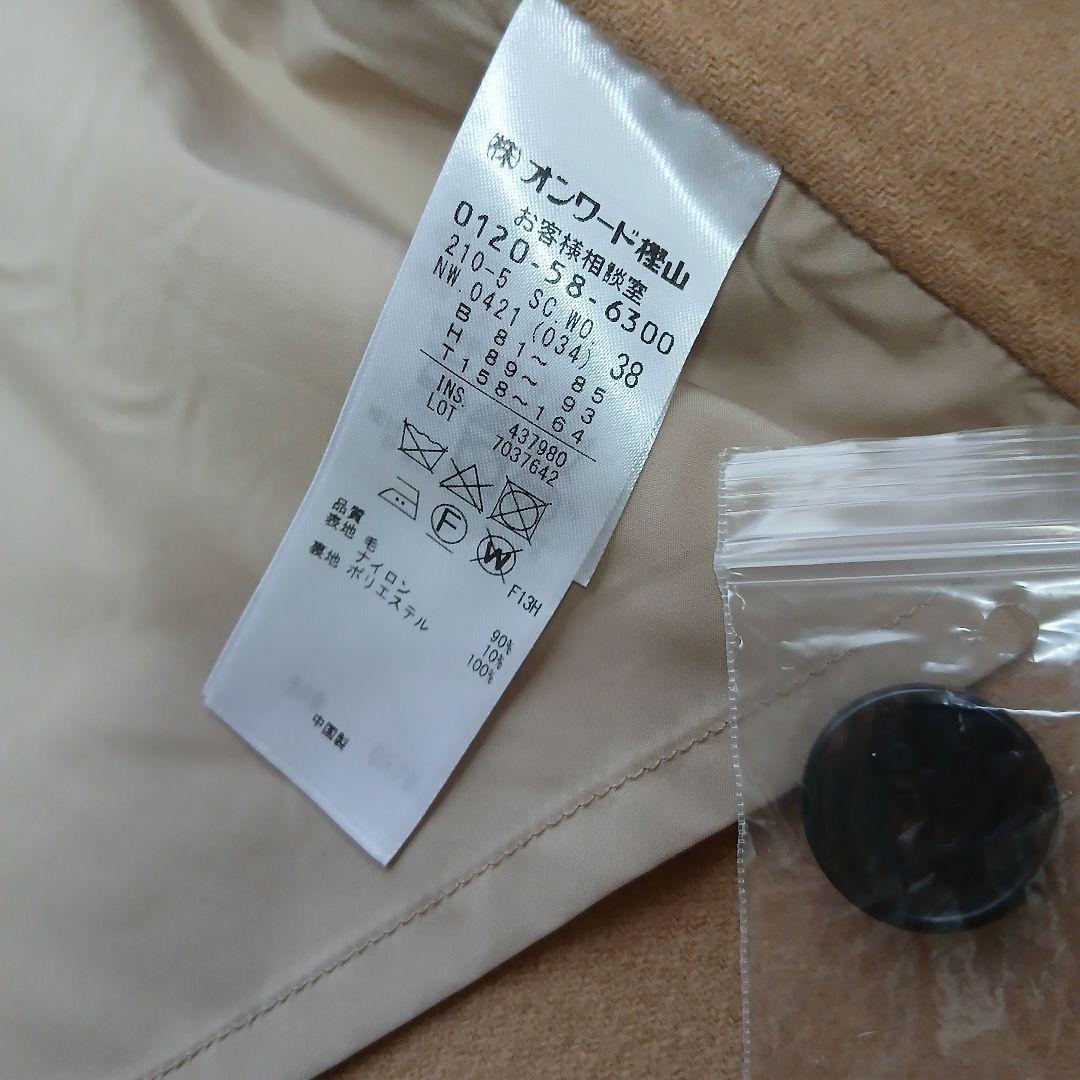 (株)オンワード樫山
お客様相談室
0120-58-6300
210-5 SC.WO,
NW 0421 (034) 38
B 81~ 85
H 89~ 93
T158~164
INS. 437980
LOT 7037642
F
W
F13H
品質
表地 毛 90%
ナイロン 10%
裏地 ポリエステル 100%
中国製